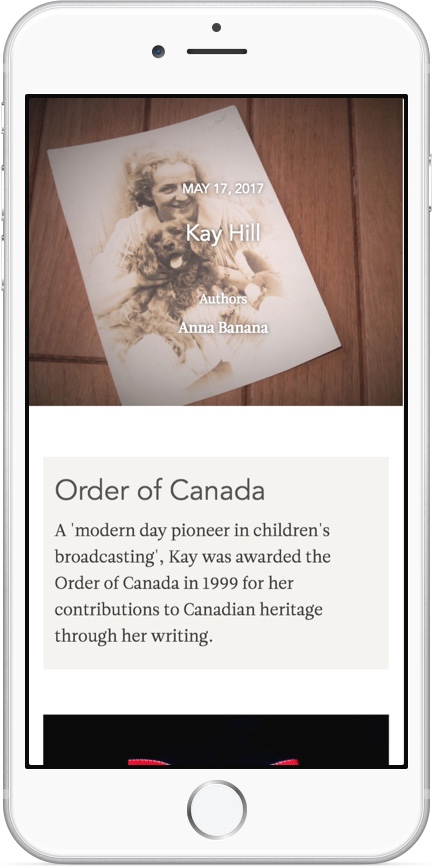 MAY 17, 2017
Kay Hill
Authors
Anna Banana
Order of Canada
A 'modern day pioneer in children's
broadcasting', Kay was awarded the
Order of Canada in 1999 for her
contributions to Canadian heritage
through her writing.